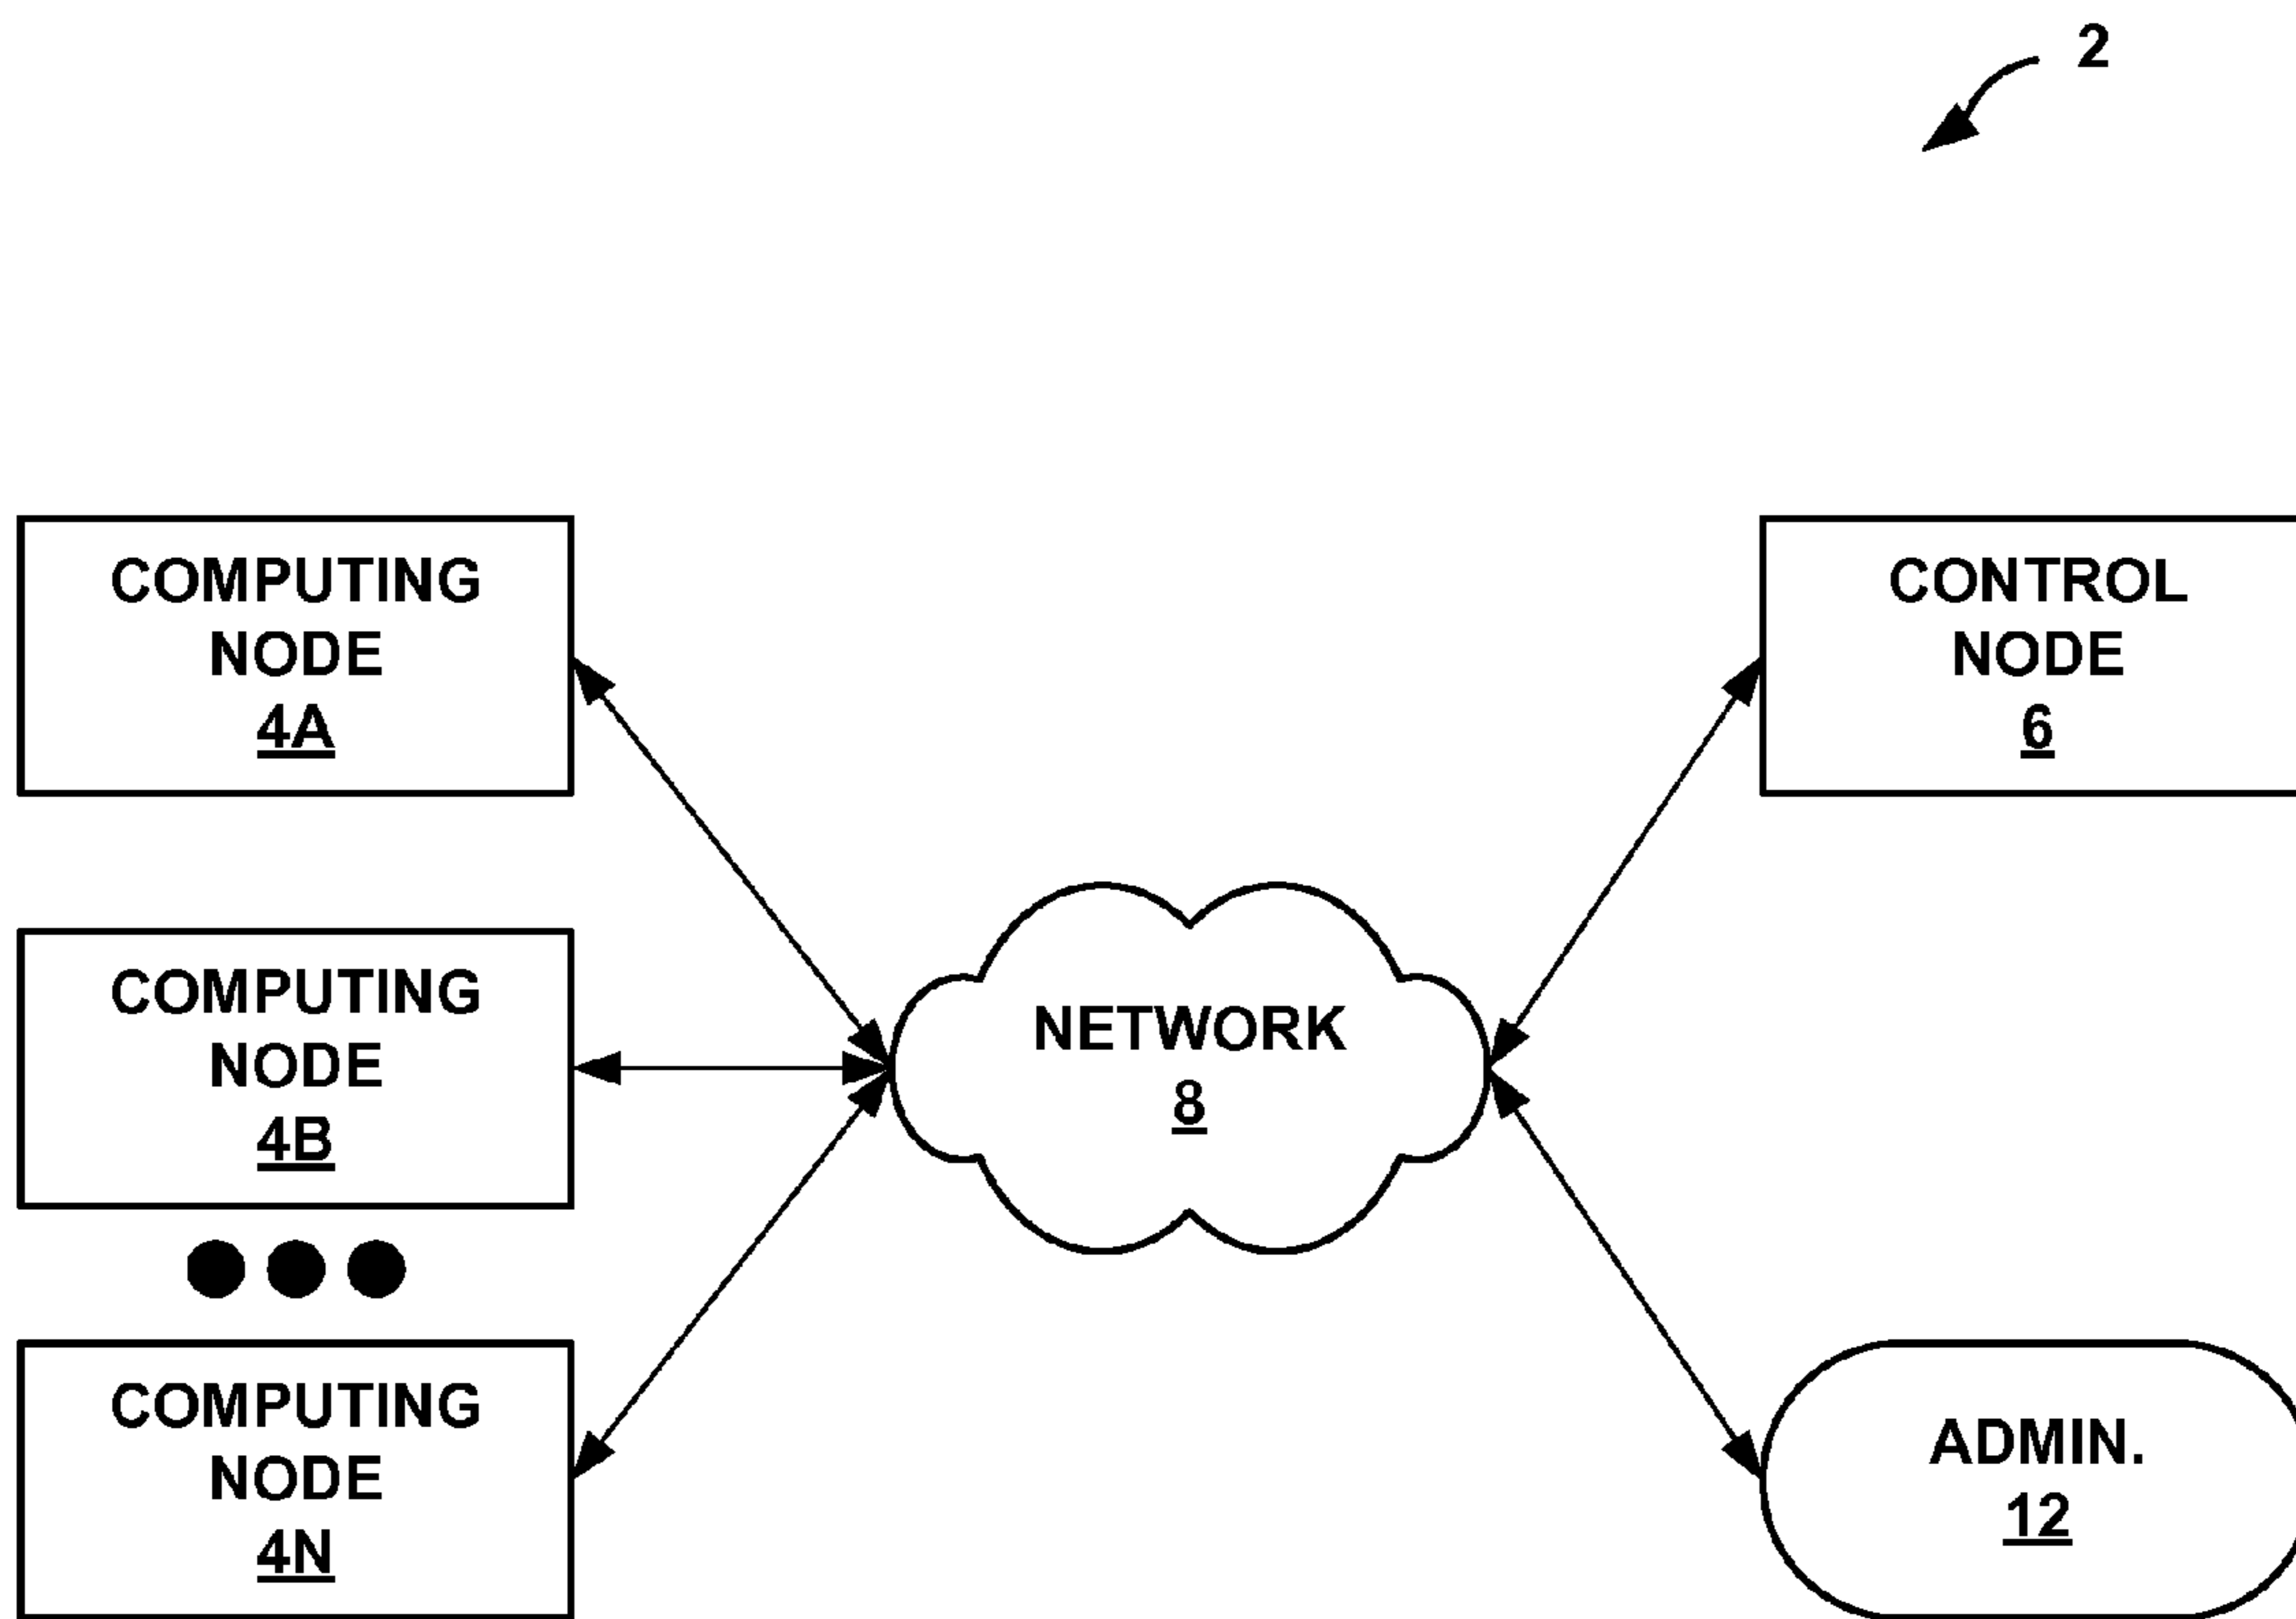 2
COMPUTING
NODE
4A
CONTROL
NODE
6
COMPUTING
NODE
4B
NETWORK
8
COMPUTING
NODE
4N
ADMIN.
12